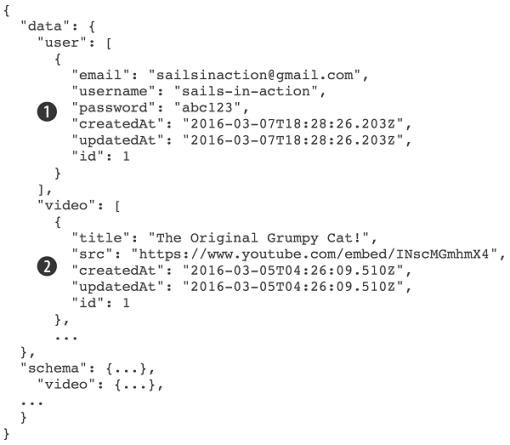 {
  "data": {
    "user": [
      {
        "email": "sailsinaction@gmail.com",
        "username": "sails-in-action",
❶       "password": "abc123",
        "createdAt": "2016-03-07T18:28:26.203Z",
        "updatedAt": "2016-03-07T18:28:26.203Z",
        "id": 1
      }
    ],
    "video": [
      {
        "title": "The Original Grumpy Cat!",
        "src": "https://www.youtube.com/embed/INscMGmhmX4",
❷       "createdAt": "2016-03-05T04:26:09.510Z",
        "updatedAt": "2016-03-05T04:26:09.510Z",
        "id": 1
      },
      ...
  },
  "schema": {...},
    "video": {...},
  ...
  }
}